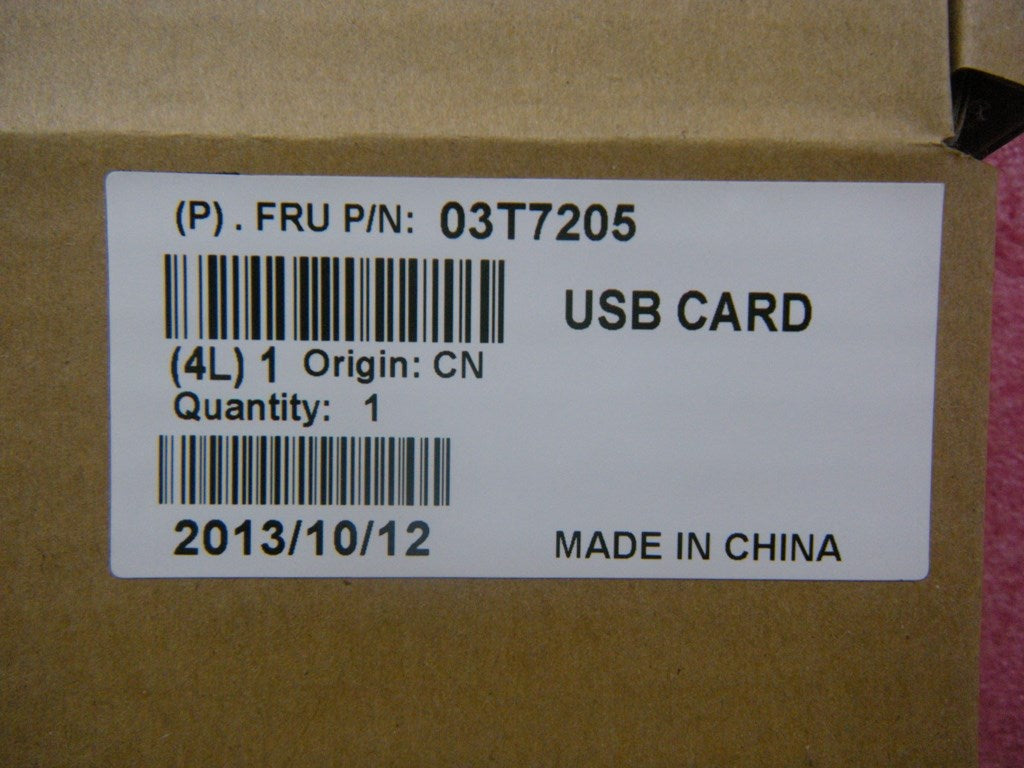 (P) . FRU P/N: 03T7205
USB CARD
(4L) 1 Origin: CN
Quantity: 1
2013/10/12
MADE IN CHINA